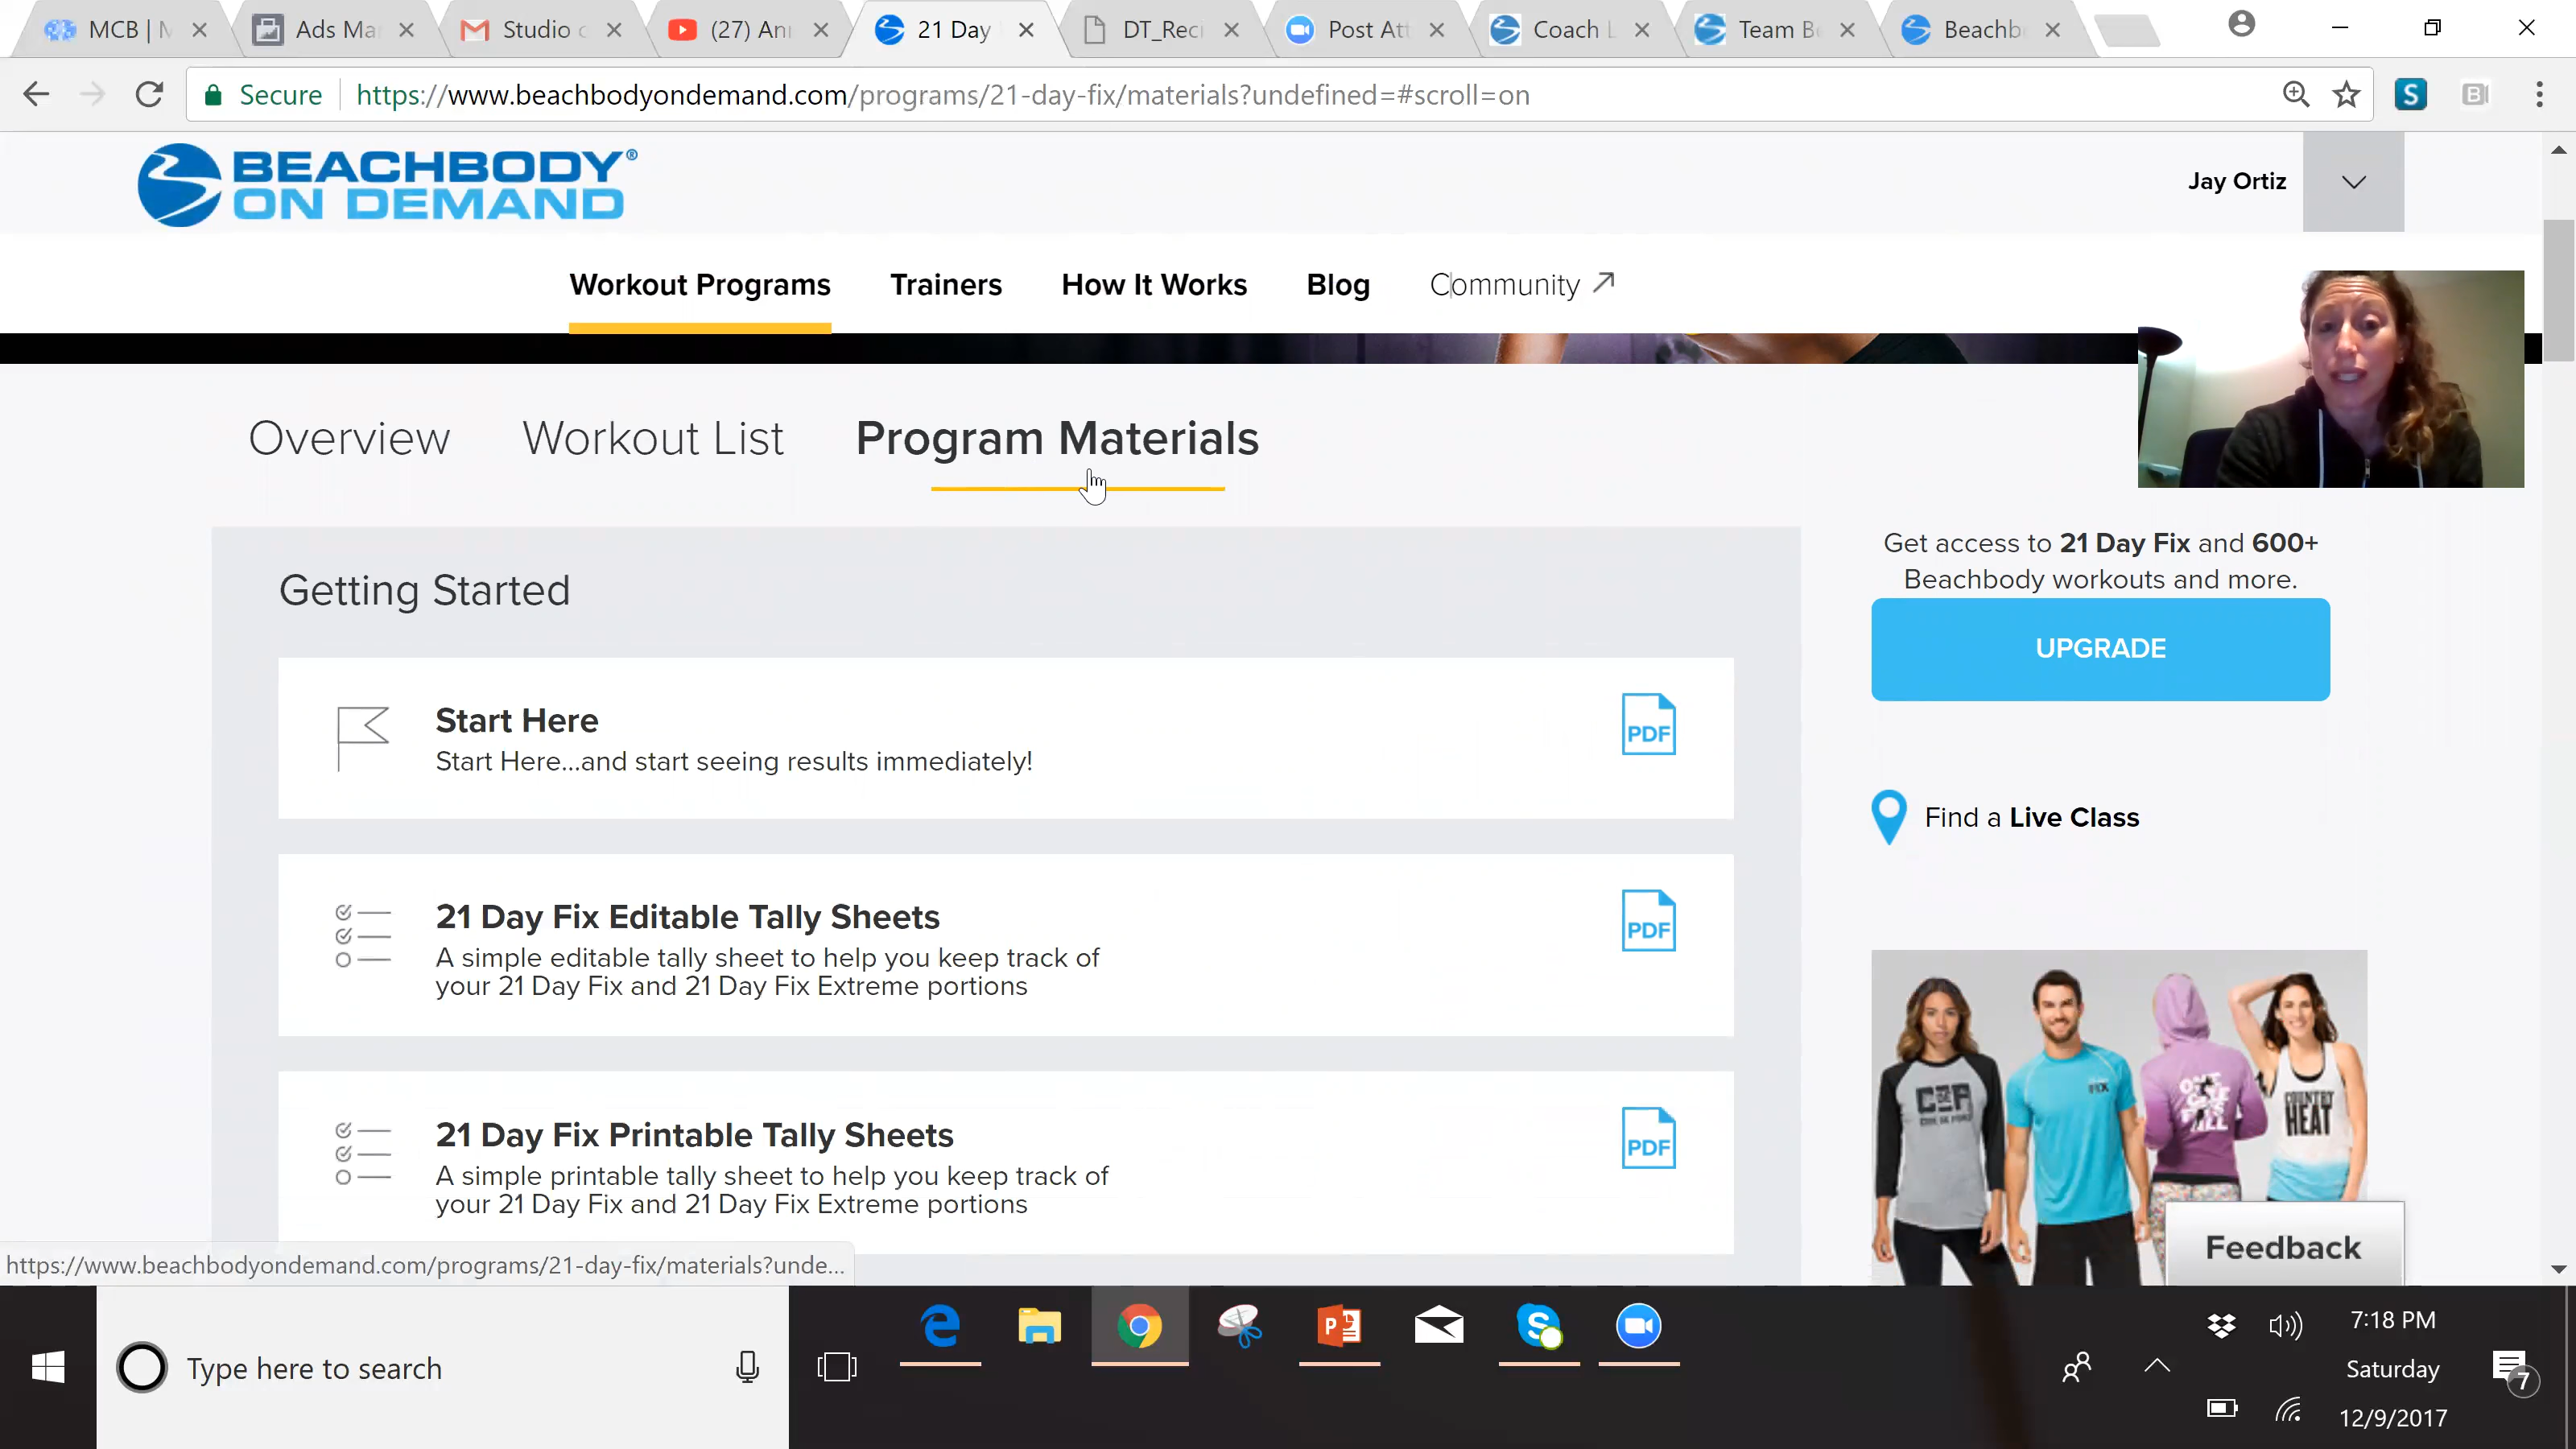 MCB | M
Ads Ma
Studio c
(27) An
21 Day
DT_Reci
Post Att
Coach L
Team B
Beachb
Secure
https://www.beachbodyondemand.com/programs/21-day-fix/materials?undefined=#scroll=on
S
B
BEACHBODY®
ON DEMAND
Jay Ortiz
Workout Programs
Trainers
How It Works
Blog
Community
Overview
Workout List
Program Materials
Getting Started
Start Here
Start Here...and start seeing results immediately!
PDF
21 Day Fix Editable Tally Sheets
A simple editable tally sheet to help you keep track of
your 21 Day Fix and 21 Day Fix Extreme portions
PDF
21 Day Fix Printable Tally Sheets
A simple printable tally sheet to help you keep track of
your 21 Day Fix and 21 Day Fix Extreme portions
PDF
Get access to 21 Day Fix and 600+
Beachbody workouts and more.
UPGRADE
Find a Live Class
FIX
COUNTRY
HEAT
Feedback
https://www.beachbodyondemand.com/programs/21-day-fix/materials?unde...
Type here to search
7:18 PM
Saturday
12/9/2017
7